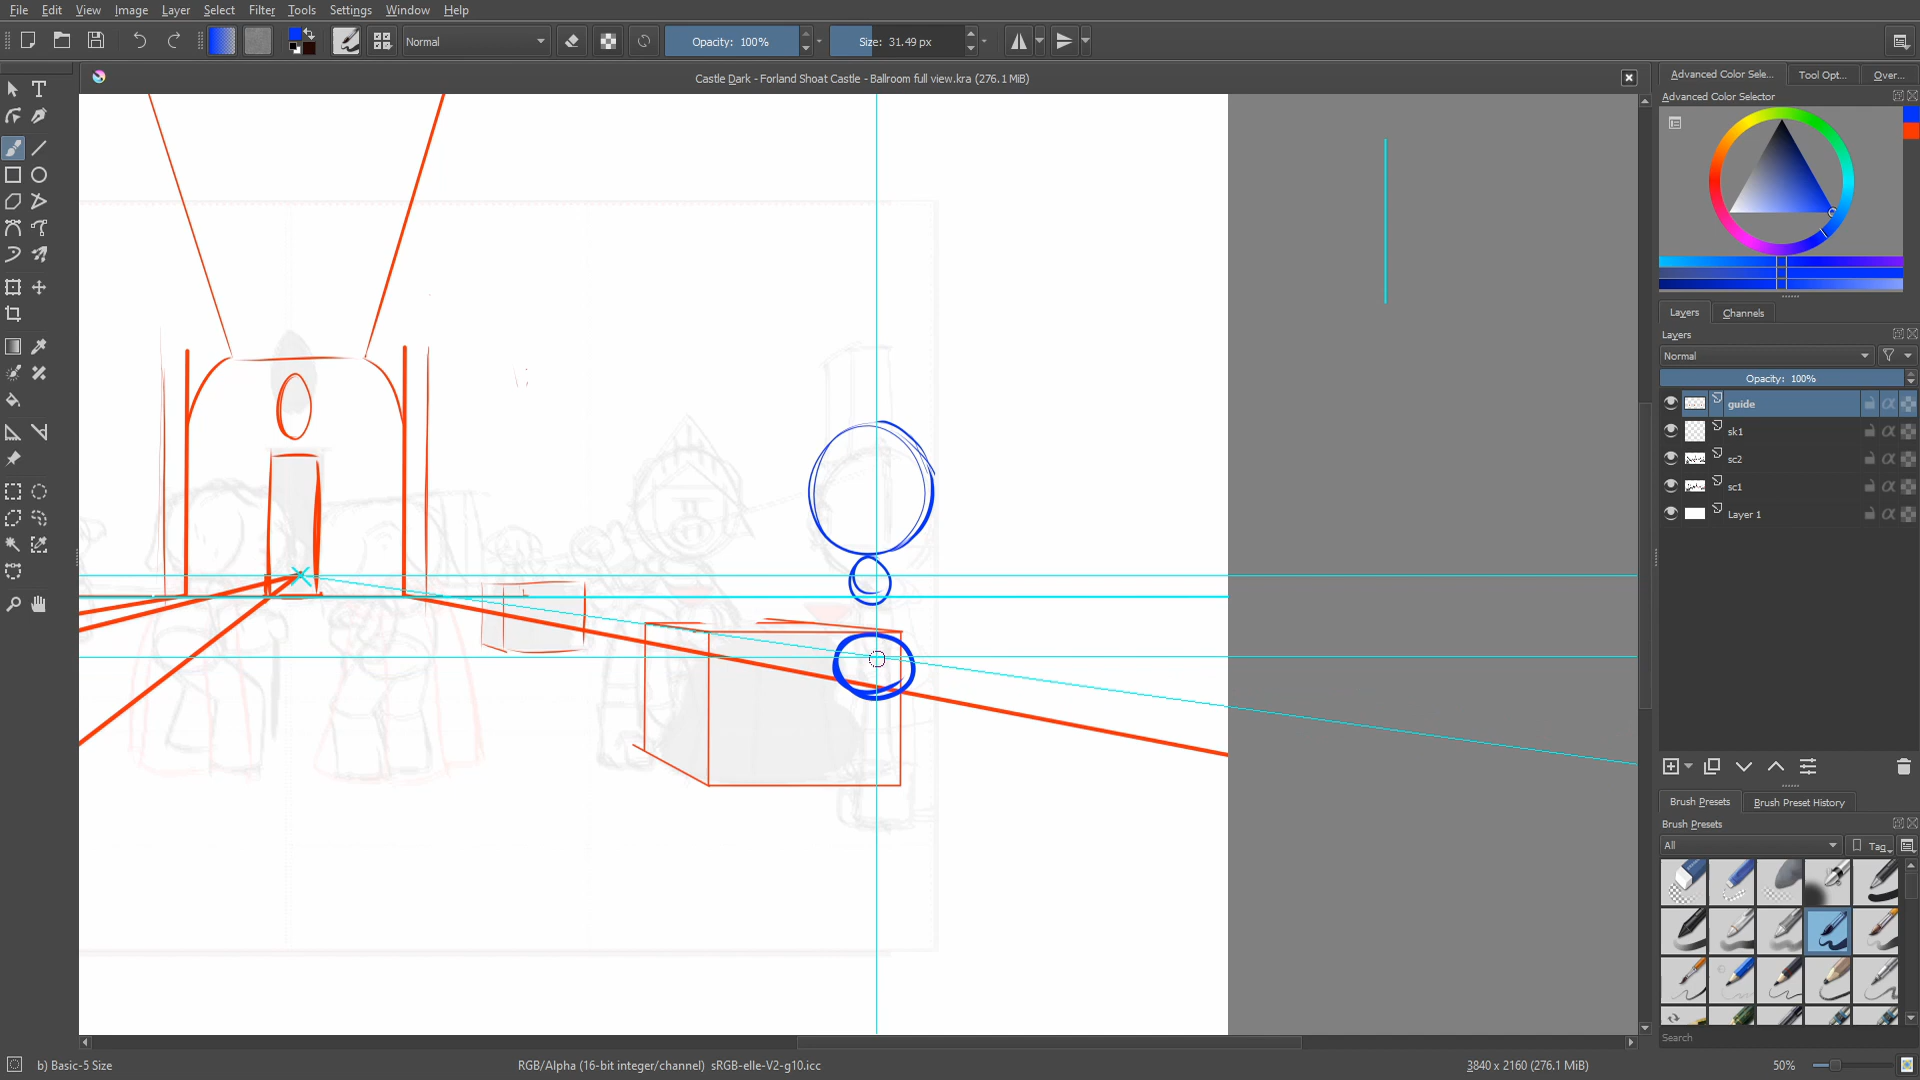 File Edit View Image Layer Select Filter Tools Settings Window Help
Normal
Opacity: 100%
Size: 31.49 px
Castle Dark - Forland Shoat Castle - Ballroom full view.kra (276.1 MiB)
Advanced Color Sele... Tool Opt... Over...
Advanced Color Selector
Layers Channels
Layers
Normal
Opacity: 100%
guide
sk1
sc2
sc1
Layer 1
Brush Presets Brush Preset History
Brush Presets
All Tag
Search
b) Basic-5 Size
RGB/Alpha (16-bit integer/channel) sRGB-elle-V2-g10.icc
3840 x 2160 (276.1 MiB)
50%